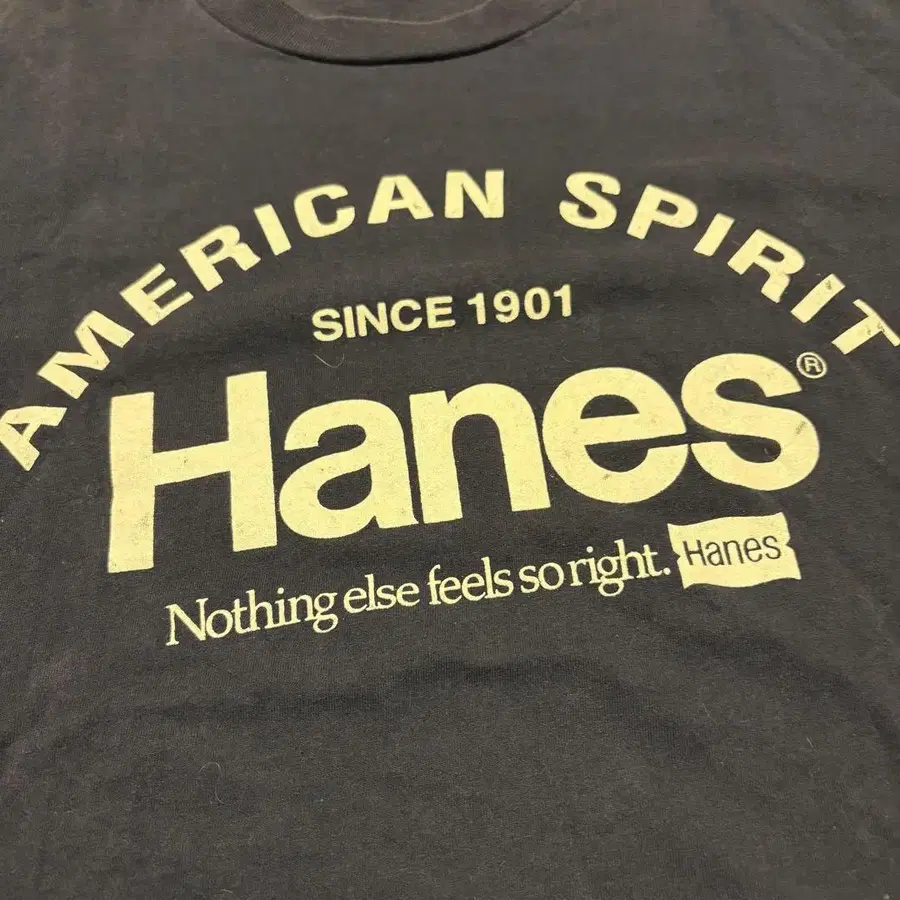 AMERICAN SPIRIT
SINCE 1901
Hanes®
Nothing else feels so right. Hanes